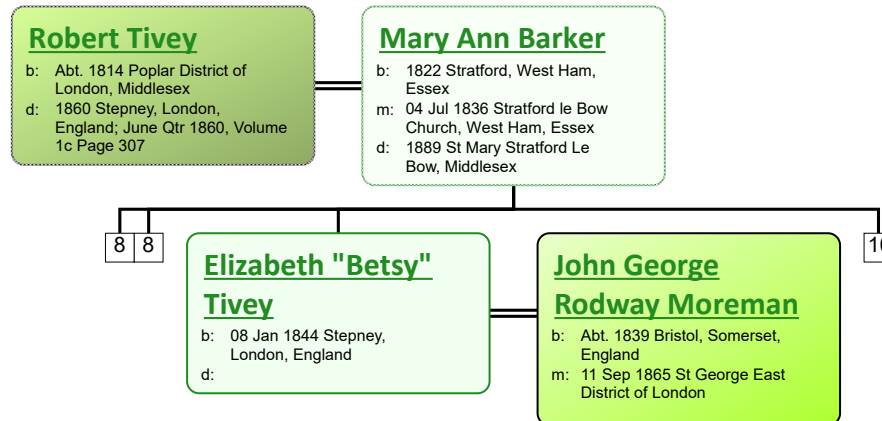 Robert Tivey
b: Abt. 1814 Poplar District of
London, Middlesex
d: 1860 Stepney, London,
England; June Qtr 1860, Volume
1c Page 307
Mary Ann Barker
b: 1822 Stratford, West Ham,
Essex
m: 04 Jul 1836 Stratford le Bow
Church, West Ham, Essex
d: 1889 St Mary Stratford Le
Bow, Middlesex
8 8
Elizabeth "Betsy"
Tivey
b: 08 Jan 1844 Stepney,
London, England
d:
John George
Rodway Moreman
b: Abt. 1839 Bristol, Somerset,
England
m: 11 Sep 1865 St George East
District of London